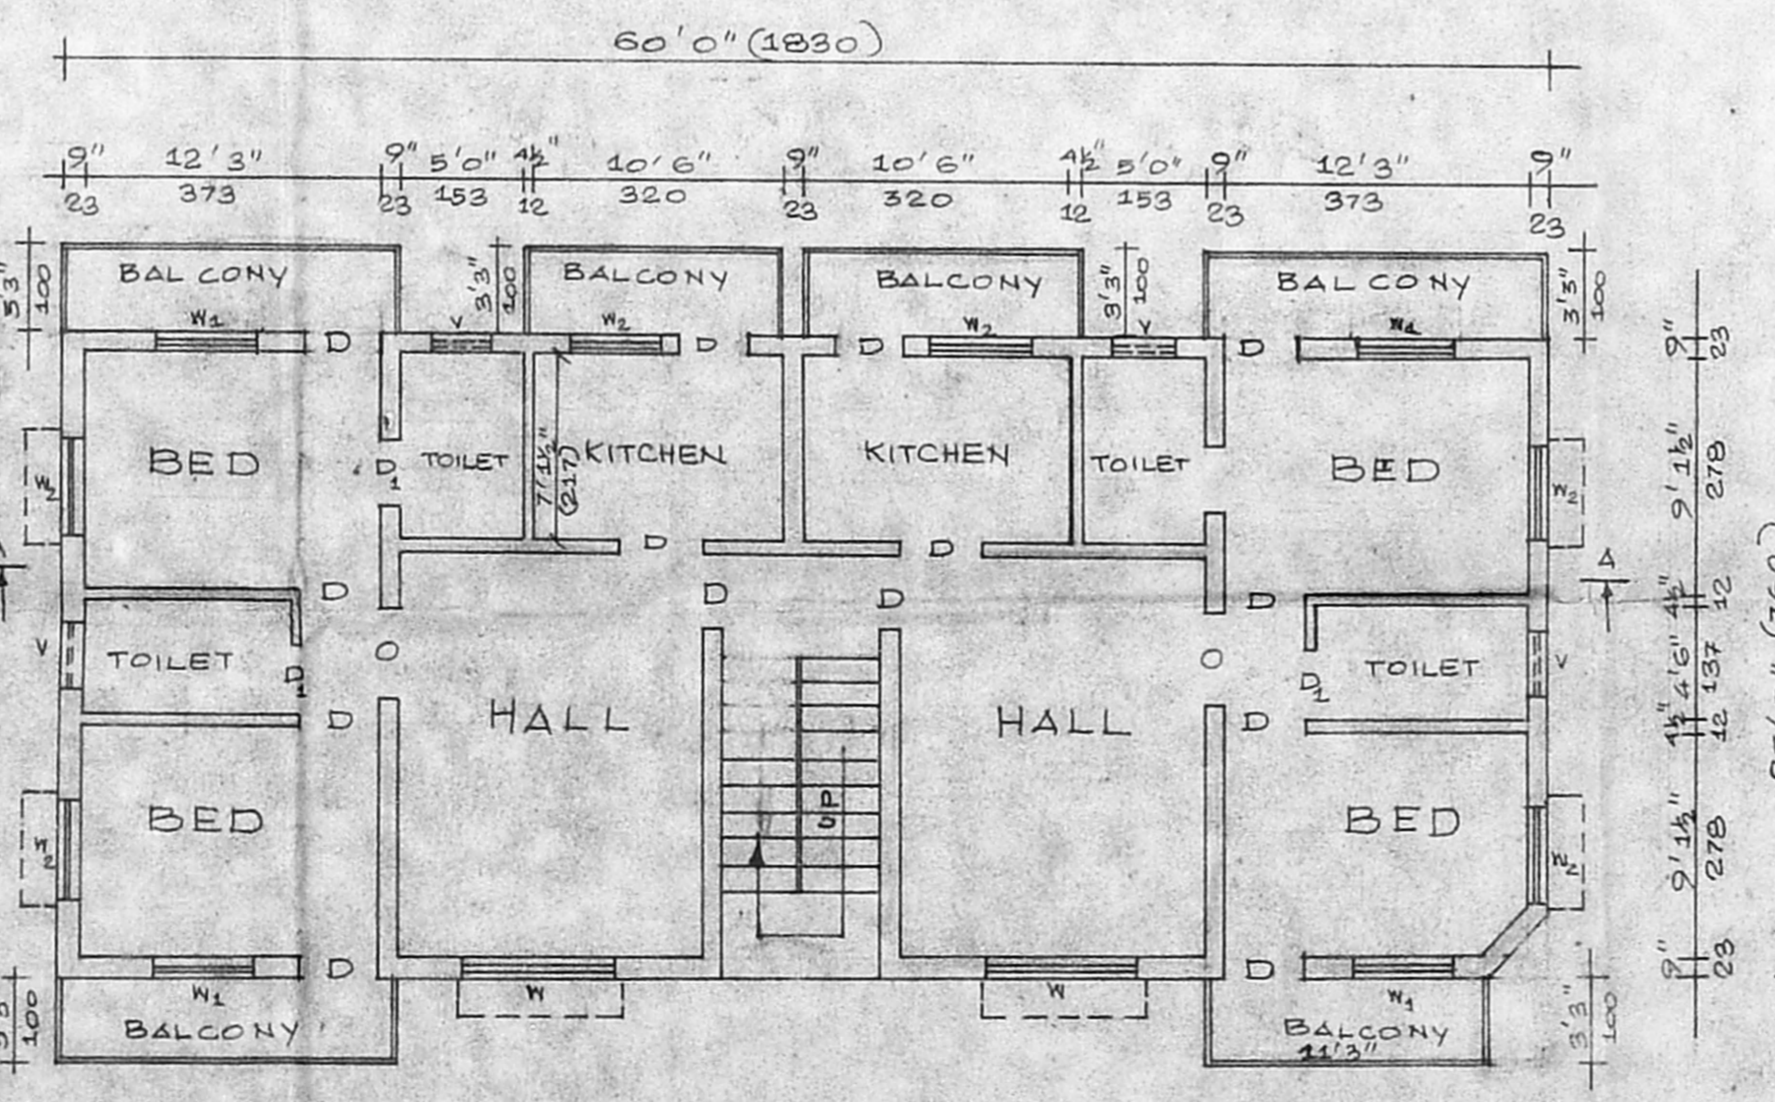 60'0" (1830)
9" 12'3" 9" 5'0" 4½" 10'6" 9" 10'6" 4½" 5'0" 9" 12'3" 9"
23 373 23 153 12 320 23 320 12 153 23 373 23
3'3" 100 BALCONY 3'3" 100 BALCONY BALCONY 3'3" 100 BALCONY 3'3" 100
W1 V W2 W2 V W1
D D D D
9" 23
BED D1 TOILET 7'1½" (217) KITCHEN KITCHEN TOILET BED
W2 W2
9'1½" 278
D D
A
D D D D
4½" 12
V TOILET D1 O O D1 TOILET V
4'6" 137
D HALL HALL D
4½" 12
UP
BED BED
W2 W2
9'1½" 278
D D
9" 23
W1 W W W1
3'3" 100 BALCONY BALCONY 3'3" 100
11'3"